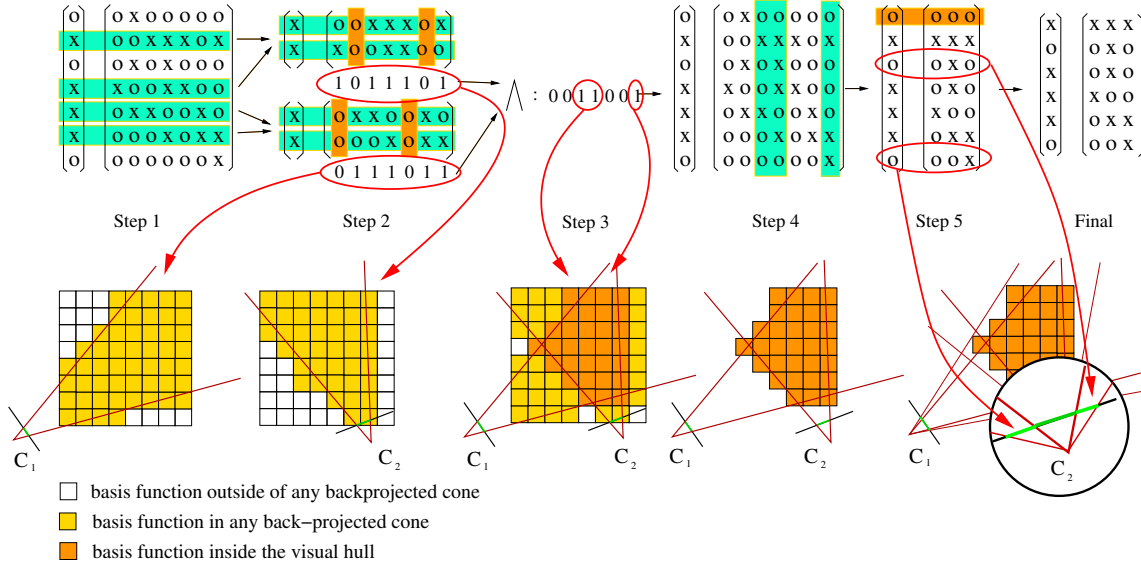 o o x o o o o o
x o o x x x o x
o o o o o o o o
x x o o x x o o
x o x x o o x o
x o o o x o x x
o o o o o o o x
Step 1
x o o x x x o x
x x o o x x o o
1 0 1 1 1 0 1
x o x x o o x o
x o o o x o x x
0 1 1 1 0 1 1
Step 2
∧ : 0 0 1 1 0 0 1
Step 3
o o x o o o o o
x o o x x x o x
o o o o o o o o
x x o o x x o o
x o x x o o x o
x o o o x o x x
o o o o o o o x
Step 4
o o o o
x x x x
o o x o
x o x o
x x o o
x o x x
o o o x
Step 5
x x x x
o o x o
x o x o
x x o o
x o x x
o o o x
Final
C1
C2
C1
C2
C1
C2
C1
C2
basis function outside of any backprojected cone
basis function in any back−projected cone
basis function inside the visual hull